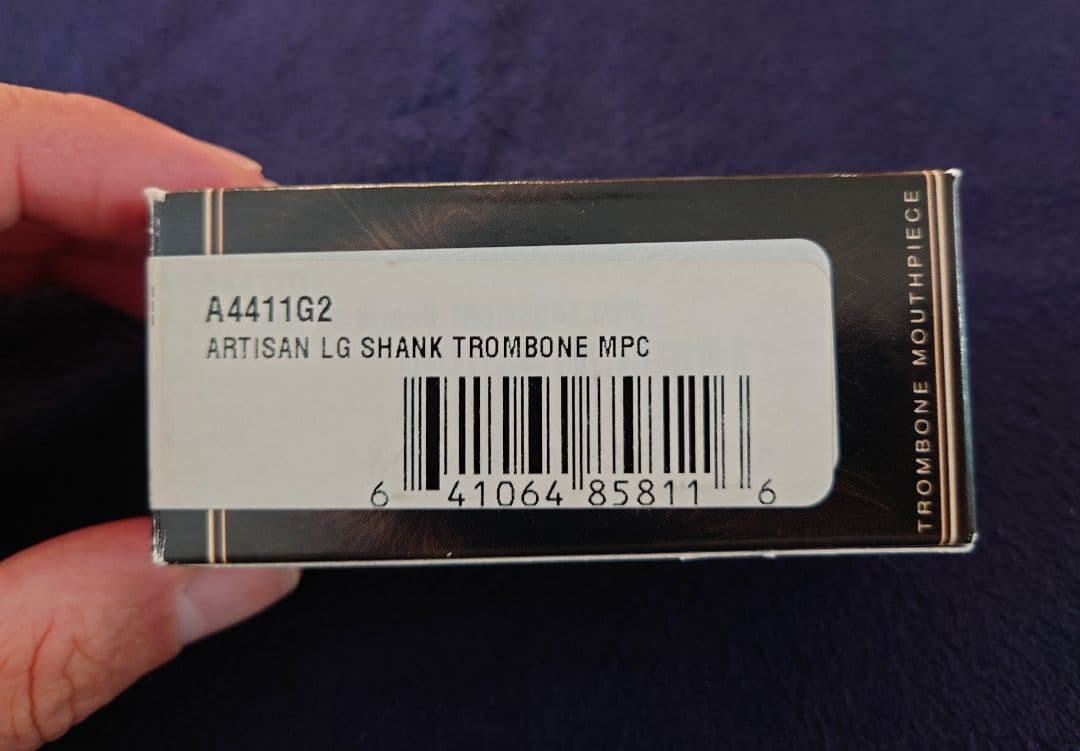 A4411G2
ARTISAN LG SHANK TROMBONE MPC
6 41064 85811 6
TROMBONE MOUTHPIECE